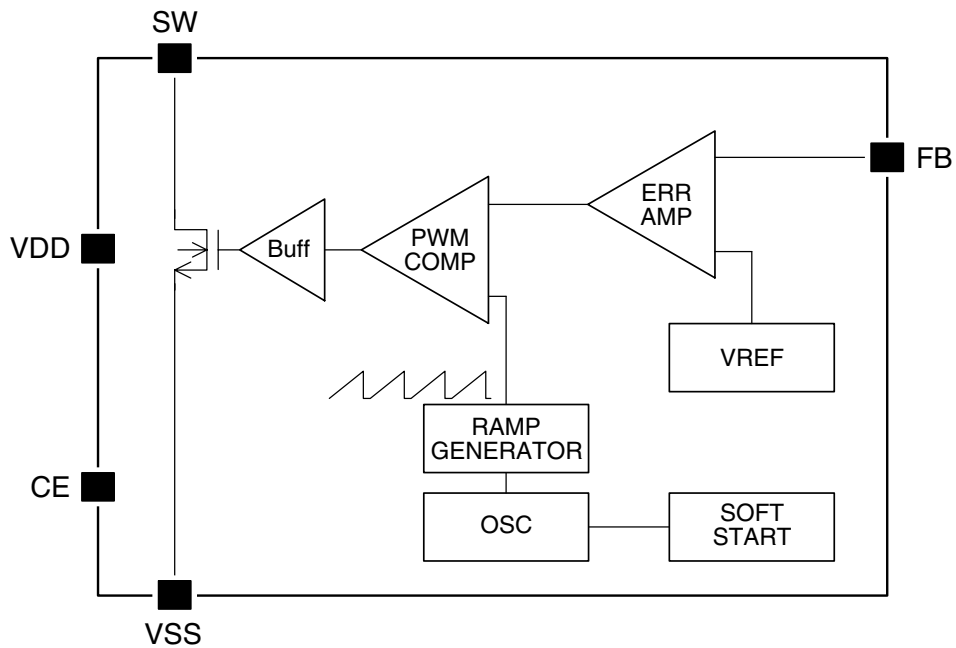 SW
FB
ERR
AMP
VDD
Buff
PWM
COMP
VREF
RAMP
GENERATOR
CE
OSC
SOFT
START
VSS